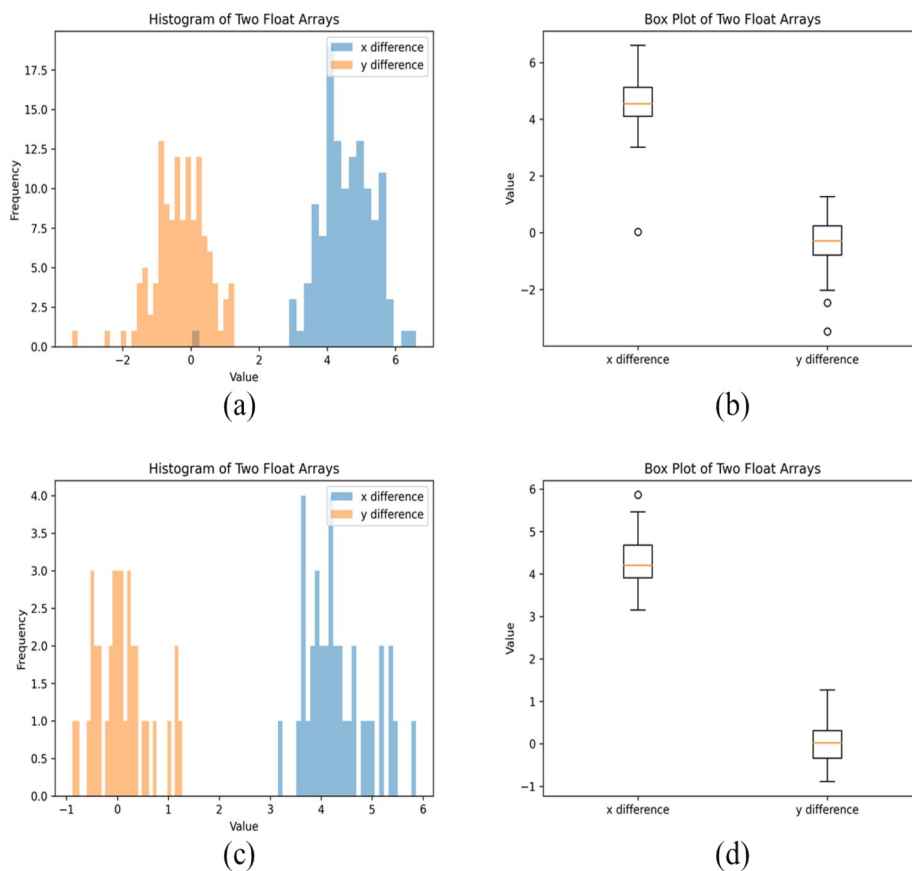 Histogram of Two Float Arrays
x difference
y difference
17.5
15.0
12.5
10.0
7.5
5.0
2.5
0.0
Frequency
−2
0
2
4
6
Value
(a)
Box Plot of Two Float Arrays
6
4
2
0
−2
Value
x difference
y difference
(b)
Histogram of Two Float Arrays
x difference
y difference
4.0
3.5
3.0
2.5
2.0
1.5
1.0
0.5
0.0
Frequency
−1
0
1
2
3
4
5
6
Value
(c)
Box Plot of Two Float Arrays
6
5
4
3
2
1
0
−1
Value
x difference
y difference
(d)